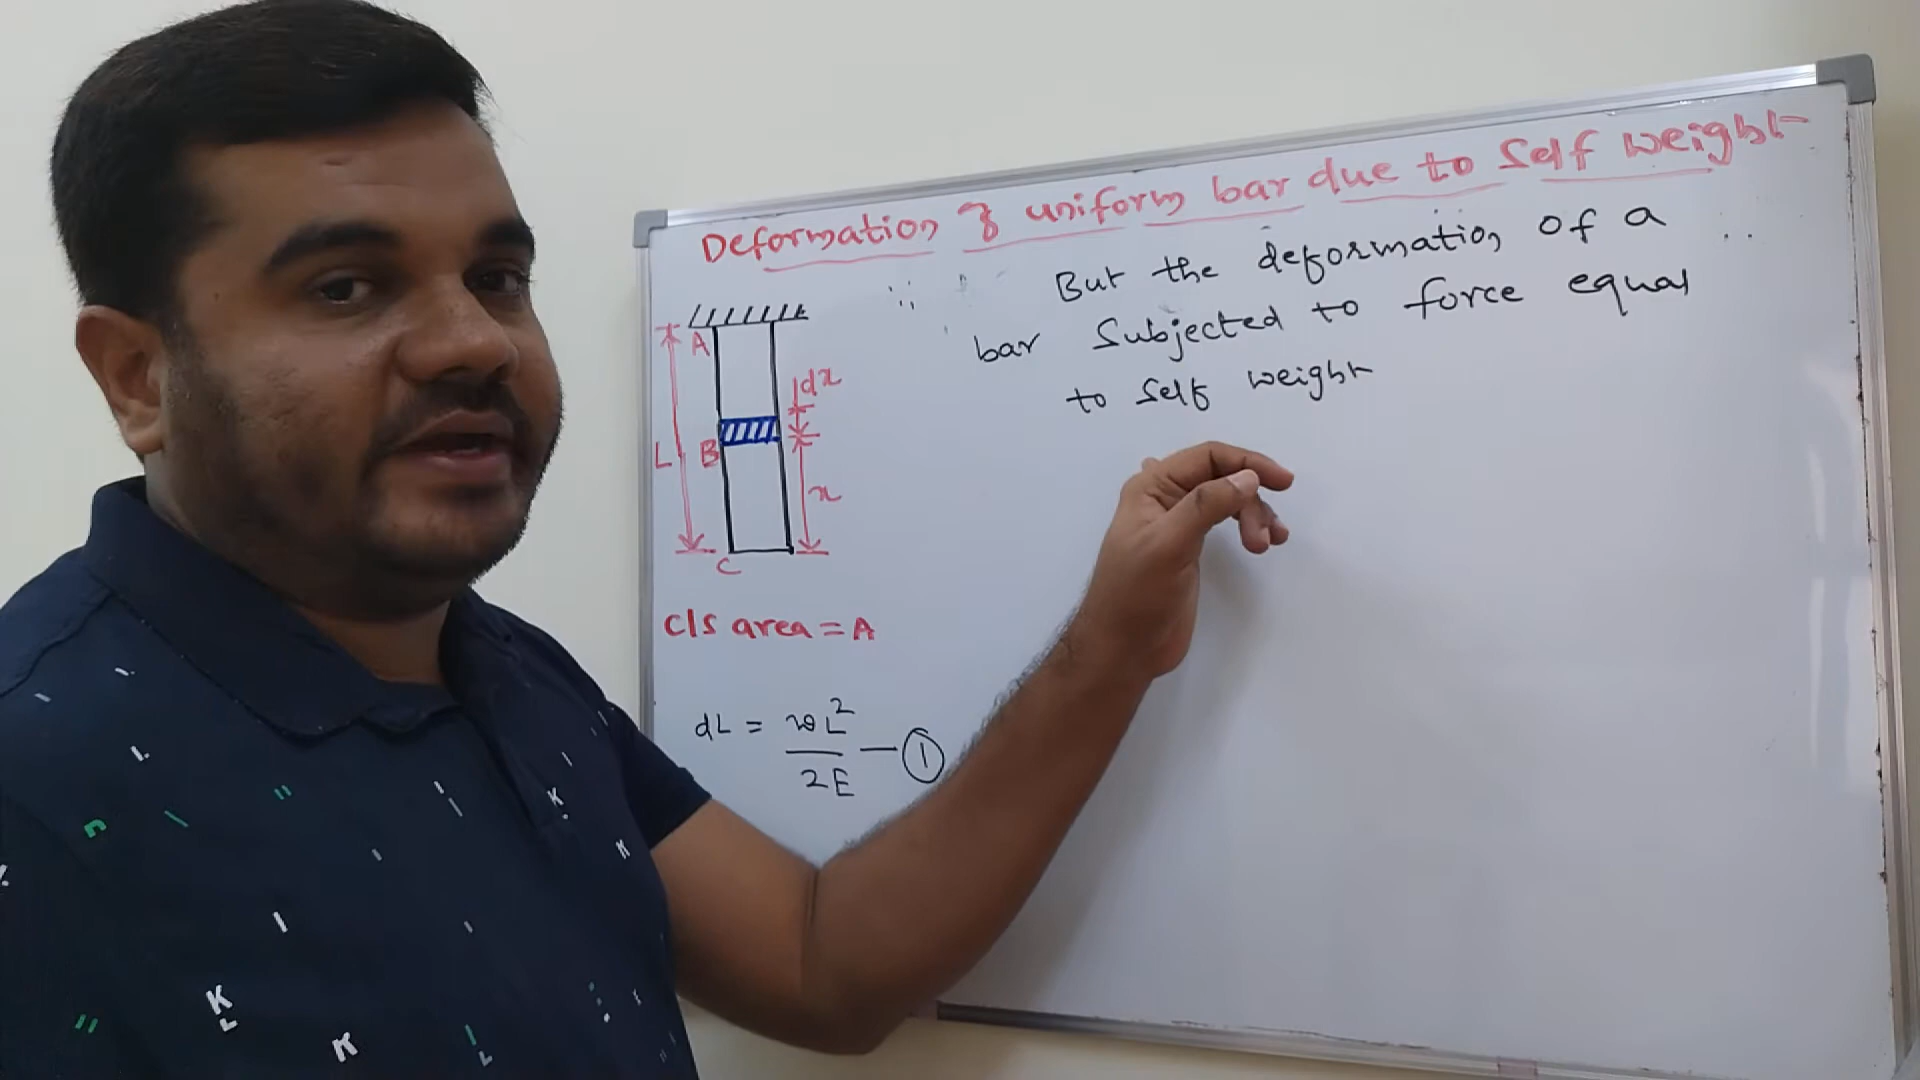 Deformation of uniform bar due to Self weight
But the deformation of a
bar Subjected to force equal
to Self weight
A
dx
L
B
x
C
C/s area = A
dL = wL²
2E
— ①
K
K
K
L
K
L